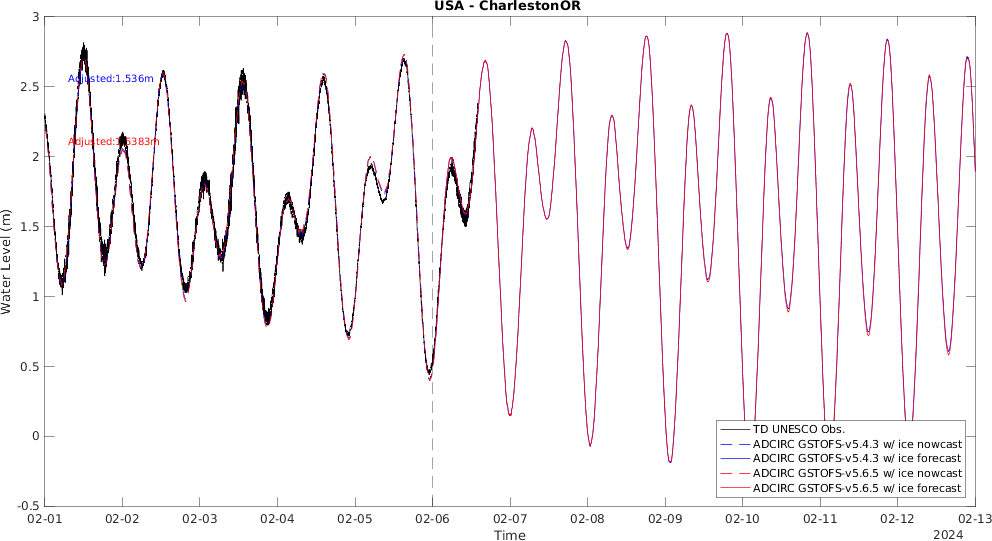 USA - CharlestonOR
3
2.5
2
1.5
1
0.5
0
-0.5
Water Level (m)
Adjusted:1.536m
Adjusted:1.5383m
02-01 02-02 02-03 02-04 02-05 02-06 02-07 02-08 02-09 02-10 02-11 02-12 02-13
Time
2024
TD UNESCO Obs.
ADCIRC GSTOFS-v5.4.3 w/ ice nowcast
ADCIRC GSTOFS-v5.4.3 w/ ice forecast
ADCIRC GSTOFS-v5.6.5 w/ ice nowcast
ADCIRC GSTOFS-v5.6.5 w/ ice forecast